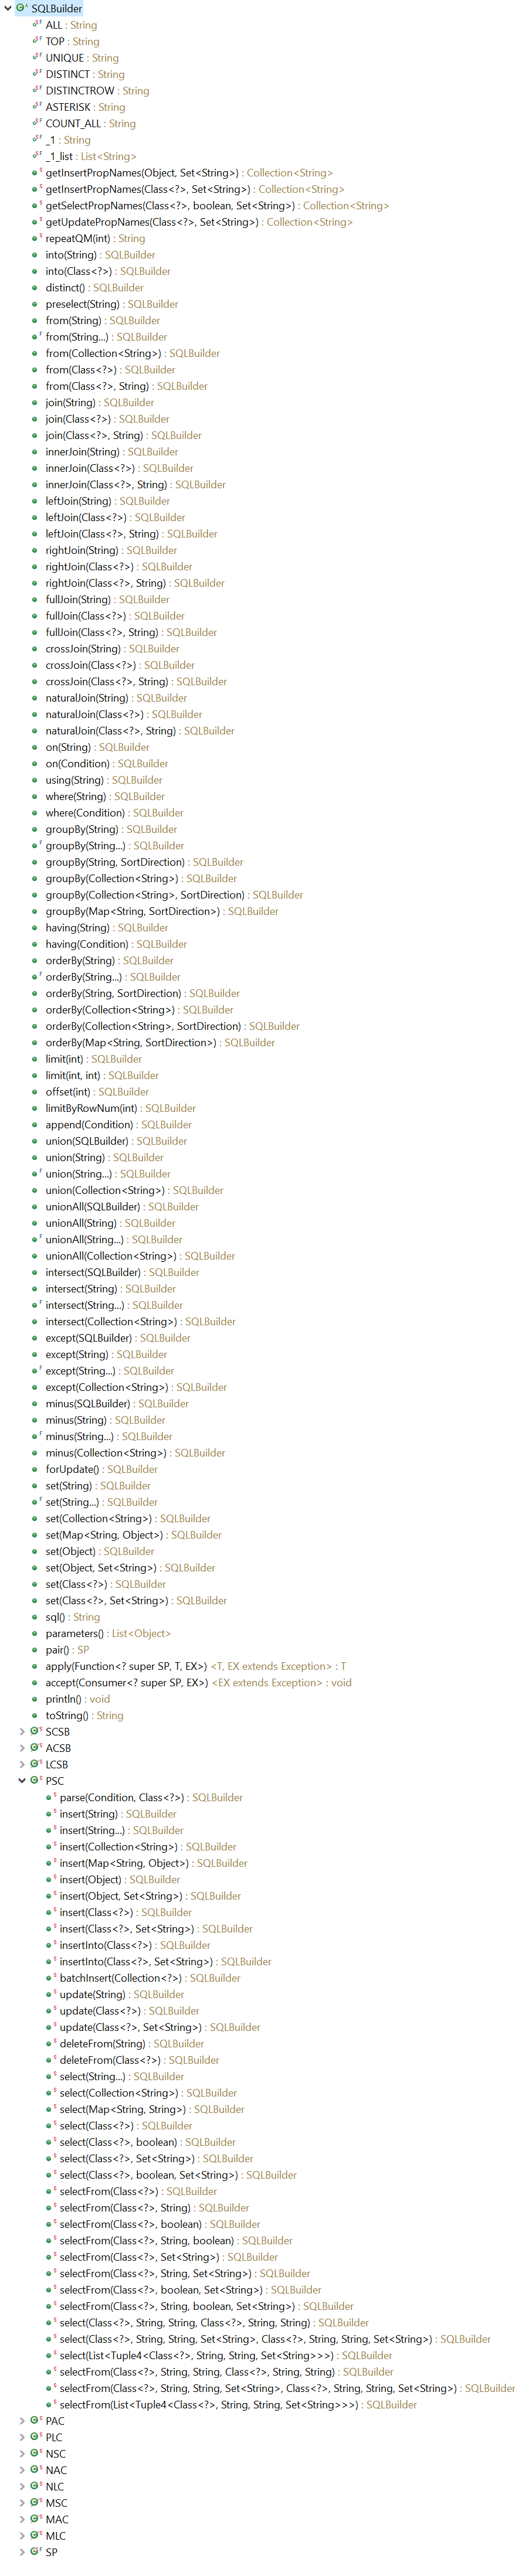 SQLBuilder
ALL : String
TOP : String
UNIQUE : String
DISTINCT : String
DISTINCTROW : String
ASTERISK : String
COUNT_ALL : String
_1 : String
_1_list : List<String>
getInsertPropNames(Object, Set<String>) : Collection<String>
getInsertPropNames(Class<?>, Set<String>) : Collection<String>
getSelectPropNames(Class<?>, boolean, Set<String>) : Collection<String>
getUpdatePropNames(Class<?>, Set<String>) : Collection<String>
repeatQM(int) : String
into(String) : SQLBuilder
into(Class<?>) : SQLBuilder
distinct() : SQLBuilder
preselect(String) : SQLBuilder
from(String) : SQLBuilder
from(String...) : SQLBuilder
from(Collection<String>) : SQLBuilder
from(Class<?>) : SQLBuilder
from(Class<?>, String) : SQLBuilder
join(String) : SQLBuilder
join(Class<?>) : SQLBuilder
join(Class<?>, String) : SQLBuilder
innerJoin(String) : SQLBuilder
innerJoin(Class<?>) : SQLBuilder
innerJoin(Class<?>, String) : SQLBuilder
leftJoin(String) : SQLBuilder
leftJoin(Class<?>) : SQLBuilder
leftJoin(Class<?>, String) : SQLBuilder
rightJoin(String) : SQLBuilder
rightJoin(Class<?>) : SQLBuilder
rightJoin(Class<?>, String) : SQLBuilder
fullJoin(String) : SQLBuilder
fullJoin(Class<?>) : SQLBuilder
fullJoin(Class<?>, String) : SQLBuilder
crossJoin(String) : SQLBuilder
crossJoin(Class<?>) : SQLBuilder
crossJoin(Class<?>, String) : SQLBuilder
naturalJoin(String) : SQLBuilder
naturalJoin(Class<?>) : SQLBuilder
naturalJoin(Class<?>, String) : SQLBuilder
on(String) : SQLBuilder
on(Condition) : SQLBuilder
using(String) : SQLBuilder
where(String) : SQLBuilder
where(Condition) : SQLBuilder
groupBy(String) : SQLBuilder
groupBy(String...) : SQLBuilder
groupBy(String, SortDirection) : SQLBuilder
groupBy(Collection<String>) : SQLBuilder
groupBy(Collection<String>, SortDirection) : SQLBuilder
groupBy(Map<String, SortDirection>) : SQLBuilder
having(String) : SQLBuilder
having(Condition) : SQLBuilder
orderBy(String) : SQLBuilder
orderBy(String...) : SQLBuilder
orderBy(String, SortDirection) : SQLBuilder
orderBy(Collection<String>) : SQLBuilder
orderBy(Collection<String>, SortDirection) : SQLBuilder
orderBy(Map<String, SortDirection>) : SQLBuilder
limit(int) : SQLBuilder
limit(int, int) : SQLBuilder
offset(int) : SQLBuilder
limitByRowNum(int) : SQLBuilder
append(Condition) : SQLBuilder
union(SQLBuilder) : SQLBuilder
union(String) : SQLBuilder
union(String...) : SQLBuilder
union(Collection<String>) : SQLBuilder
unionAll(SQLBuilder) : SQLBuilder
unionAll(String) : SQLBuilder
unionAll(String...) : SQLBuilder
unionAll(Collection<String>) : SQLBuilder
intersect(SQLBuilder) : SQLBuilder
intersect(String) : SQLBuilder
intersect(String...) : SQLBuilder
intersect(Collection<String>) : SQLBuilder
except(SQLBuilder) : SQLBuilder
except(String) : SQLBuilder
except(String...) : SQLBuilder
except(Collection<String>) : SQLBuilder
minus(SQLBuilder) : SQLBuilder
minus(String) : SQLBuilder
minus(String...) : SQLBuilder
minus(Collection<String>) : SQLBuilder
forUpdate() : SQLBuilder
set(String) : SQLBuilder
set(String...) : SQLBuilder
set(Collection<String>) : SQLBuilder
set(Map<String, Object>) : SQLBuilder
set(Object) : SQLBuilder
set(Object, Set<String>) : SQLBuilder
set(Class<?>) : SQLBuilder
set(Class<?>, Set<String>) : SQLBuilder
sql() : String
parameters() : List<Object>
pair() : SP
apply(Function<? super SP, T, EX>) <T, EX extends Exception> : T
accept(Consumer<? super SP, EX>) <EX extends Exception> : void
println() : void
toString() : String
SCSB
ACSB
LCSB
PSC
parse(Condition, Class<?>) : SQLBuilder
insert(String) : SQLBuilder
insert(String...) : SQLBuilder
insert(Collection<String>) : SQLBuilder
insert(Map<String, Object>) : SQLBuilder
insert(Object) : SQLBuilder
insert(Object, Set<String>) : SQLBuilder
insert(Class<?>) : SQLBuilder
insert(Class<?>, Set<String>) : SQLBuilder
insertInto(Class<?>) : SQLBuilder
insertInto(Class<?>, Set<String>) : SQLBuilder
batchInsert(Collection<?>) : SQLBuilder
update(String) : SQLBuilder
update(Class<?>) : SQLBuilder
update(Class<?>, Set<String>) : SQLBuilder
deleteFrom(String) : SQLBuilder
deleteFrom(Class<?>) : SQLBuilder
select(String...) : SQLBuilder
select(Collection<String>) : SQLBuilder
select(Map<String, String>) : SQLBuilder
select(Class<?>) : SQLBuilder
select(Class<?>, boolean) : SQLBuilder
select(Class<?>, Set<String>) : SQLBuilder
select(Class<?>, boolean, Set<String>) : SQLBuilder
selectFrom(Class<?>) : SQLBuilder
selectFrom(Class<?>, String) : SQLBuilder
selectFrom(Class<?>, boolean) : SQLBuilder
selectFrom(Class<?>, String, boolean) : SQLBuilder
selectFrom(Class<?>, Set<String>) : SQLBuilder
selectFrom(Class<?>, String, Set<String>) : SQLBuilder
selectFrom(Class<?>, boolean, Set<String>) : SQLBuilder
selectFrom(Class<?>, String, boolean, Set<String>) : SQLBuilder
select(Class<?>, String, String, Class<?>, String, String) : SQLBuilder
select(Class<?>, String, String, Set<String>, Class<?>, String, String, Set<String>) : SQLBuilder
select(List<Tuple4<Class<?>, String, String, Set<String>>>) : SQLBuilder
selectFrom(Class<?>, String, String, Class<?>, String, String) : SQLBuilder
selectFrom(Class<?>, String, String, Set<String>, Class<?>, String, String, Set<String>) : SQLBuilder
selectFrom(List<Tuple4<Class<?>, String, String, Set<String>>>) : SQLBuilder
PAC
PLC
NSC
NAC
NLC
MSC
MAC
MLC
SP